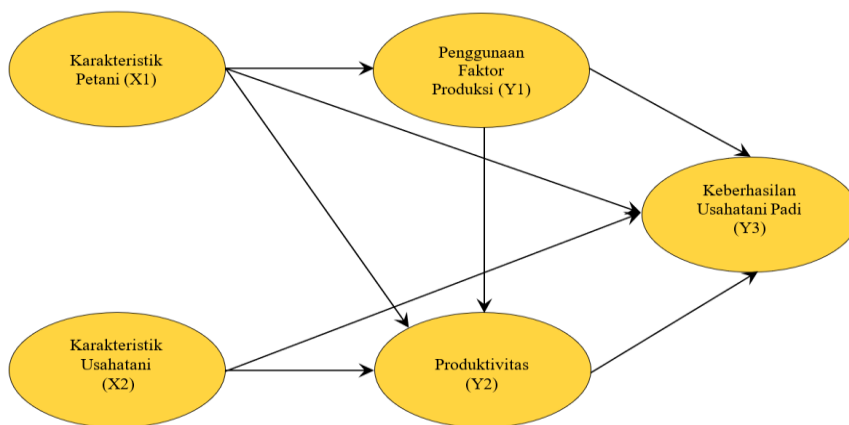 Karakteristik
Petani (X1)
Penggunaan
Faktor
Produksi (Y1)
Keberhasilan
Usahatani Padi
(Y3)
Karakteristik
Usahatani
(X2)
Produktivitas
(Y2)